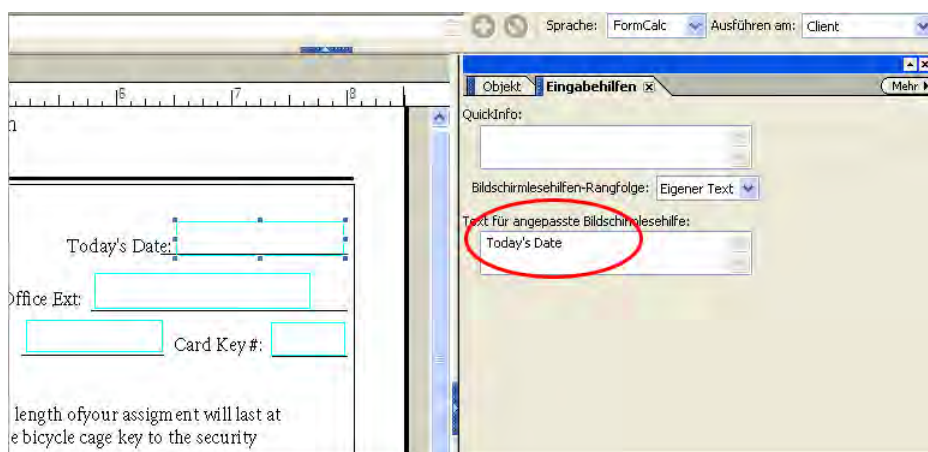 Sprache: FormCalc Ausführen am: Client
Objekt Eingabehilfen x Mehr
6 7 8
QuickInfo:
n
Bildschirmlesehilfen-Rangfolge: Eigener Text
Text für angepasste Bildschirmlesehilfe:
Today's Date
Today's Date:
Office Ext:
Card Key #:
length ofyour assigment will last at
e bicycle cage key to the security